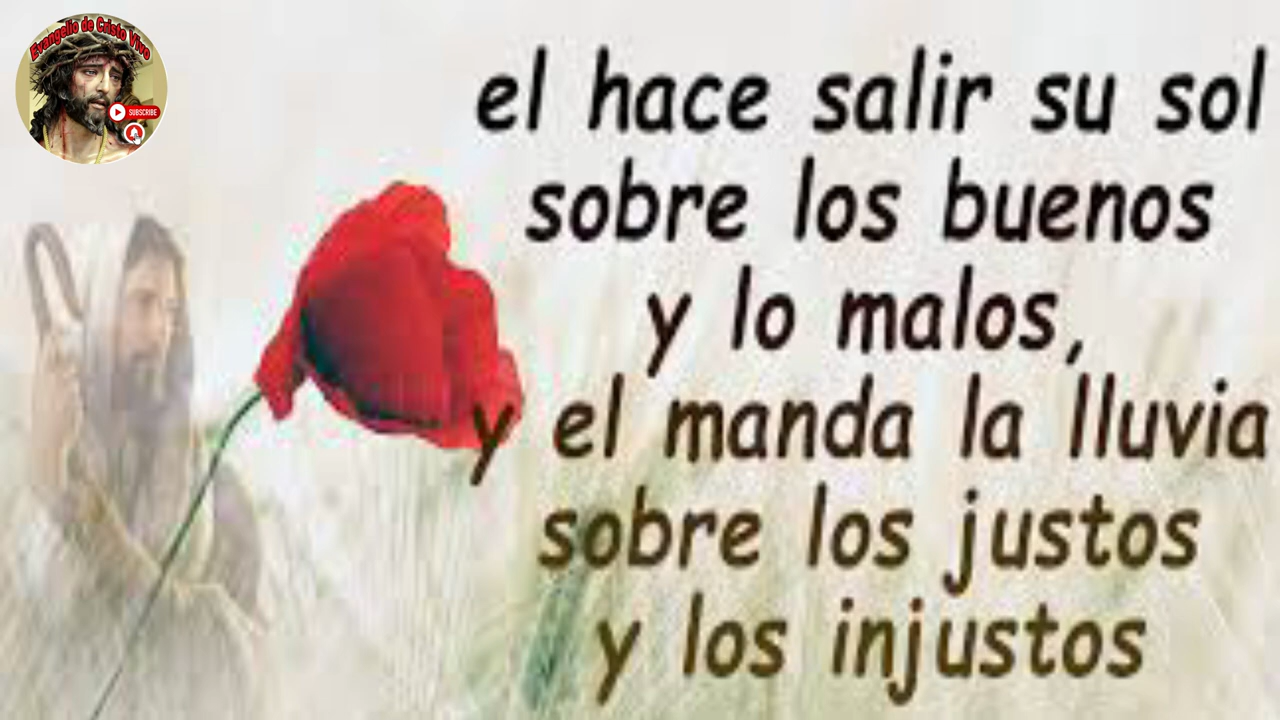 Evangelio de Cristo Vivo
SUBSCRIBE
el hace salir su sol
sobre los buenos
y lo malos,
y el manda la lluvia
sobre los justos
y los injustos